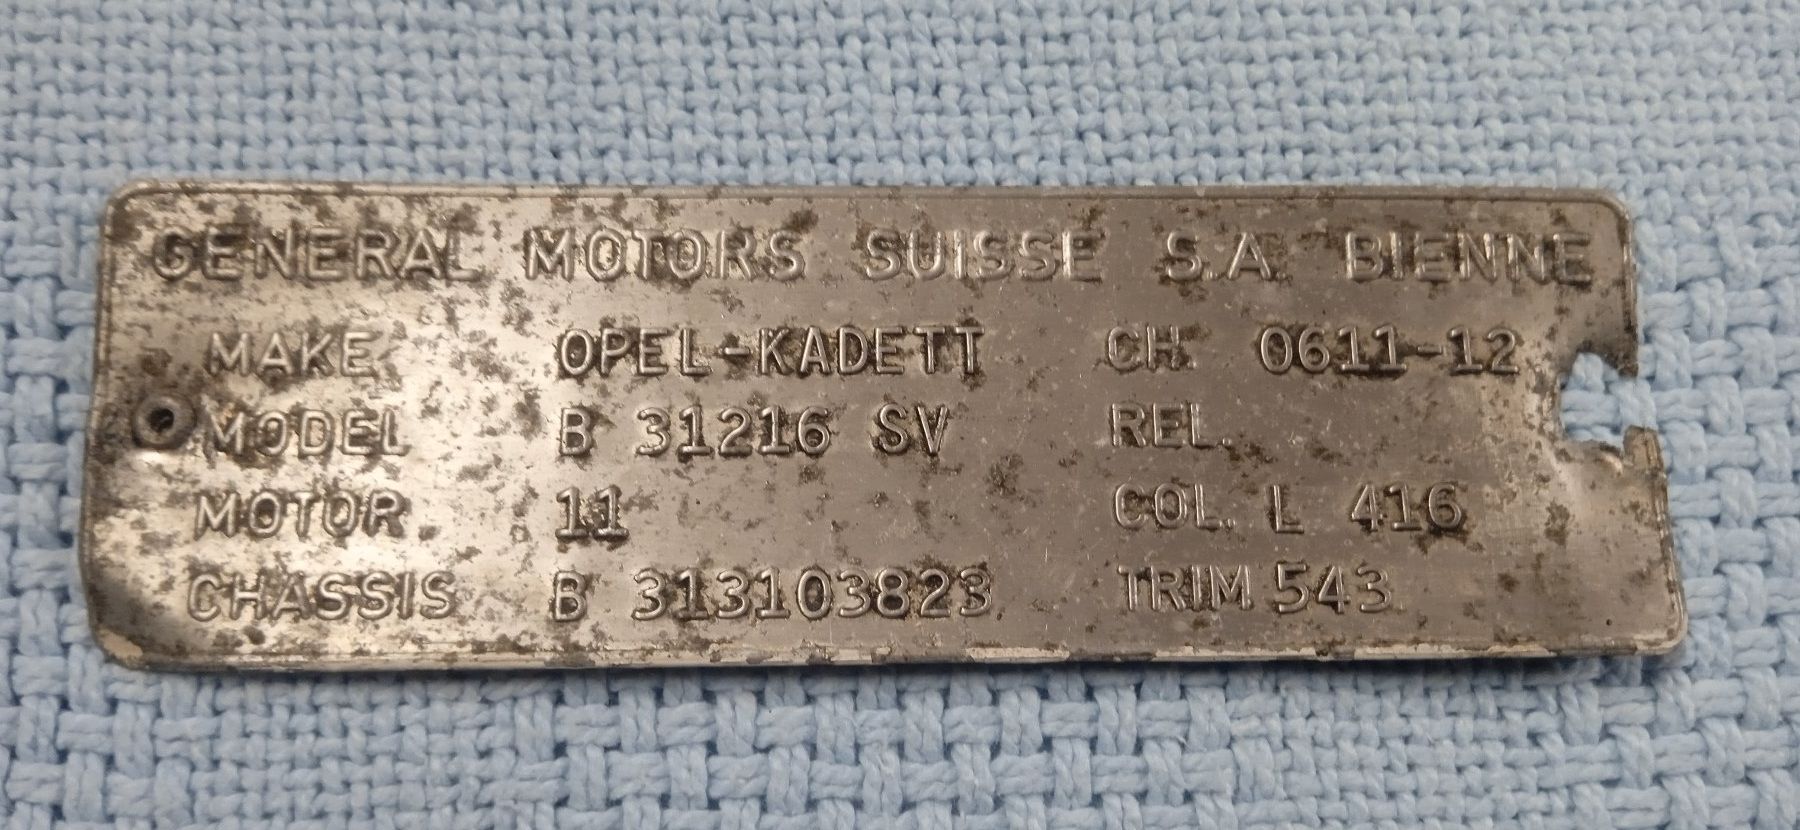 GENERAL MOTORS SUISSE S.A. BIENNE
MAKE OPEL-KADETT CH. 0611-12
MODEL B 31216 SV REL.
MOTOR 11 COL. L 416
CHASSIS B 313103823 TRIM 543